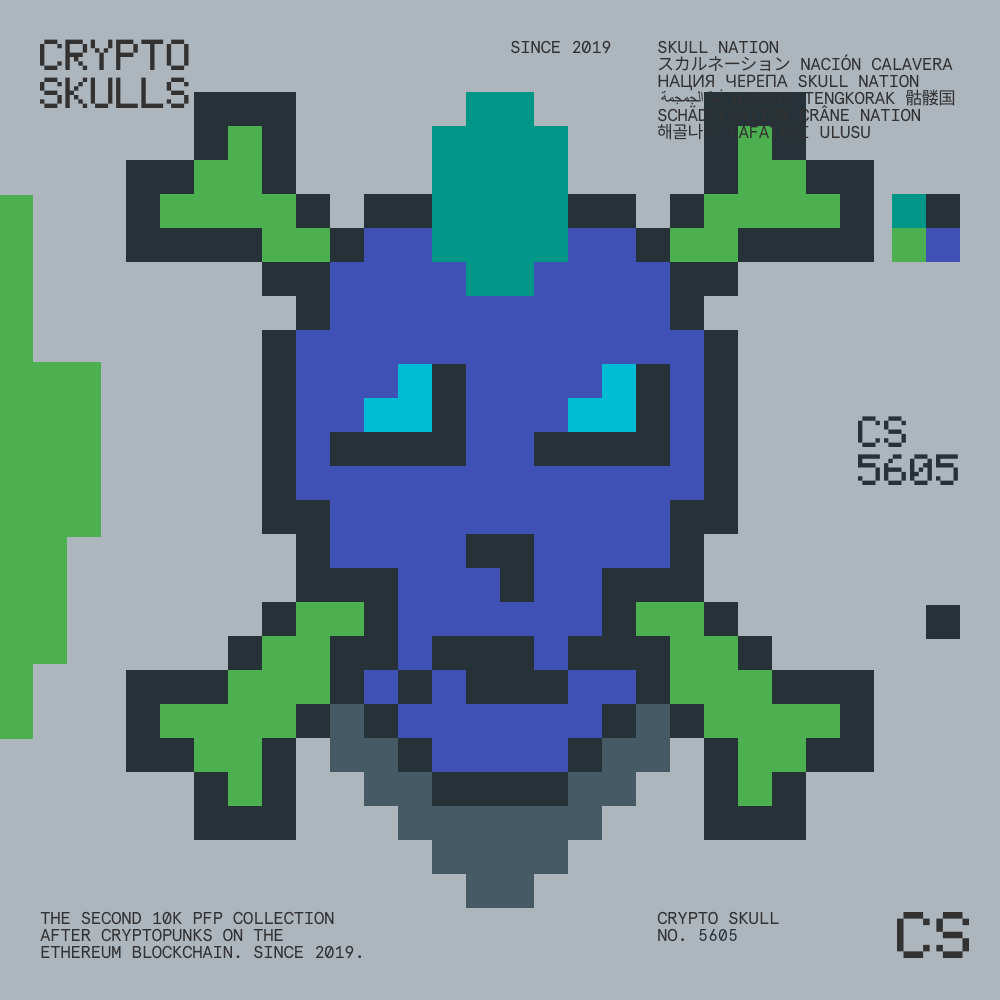 CRYPTO
SKULLS
SINCE 2019
SKULL NATION
スカルネーション NACIÓN CALAVERA
НАЦИЯ ЧЕРЕПА SKULL NATION
الجمجمة TENGKORAK 骷髅国
CRÂNE NATION
ULUSU
CS
5605
THE SECOND 10K PFP COLLECTION
AFTER CRYPTOPUNKS ON THE
ETHEREUM BLOCKCHAIN. SINCE 2019.
CRYPTO SKULL
NO. 5605
CS